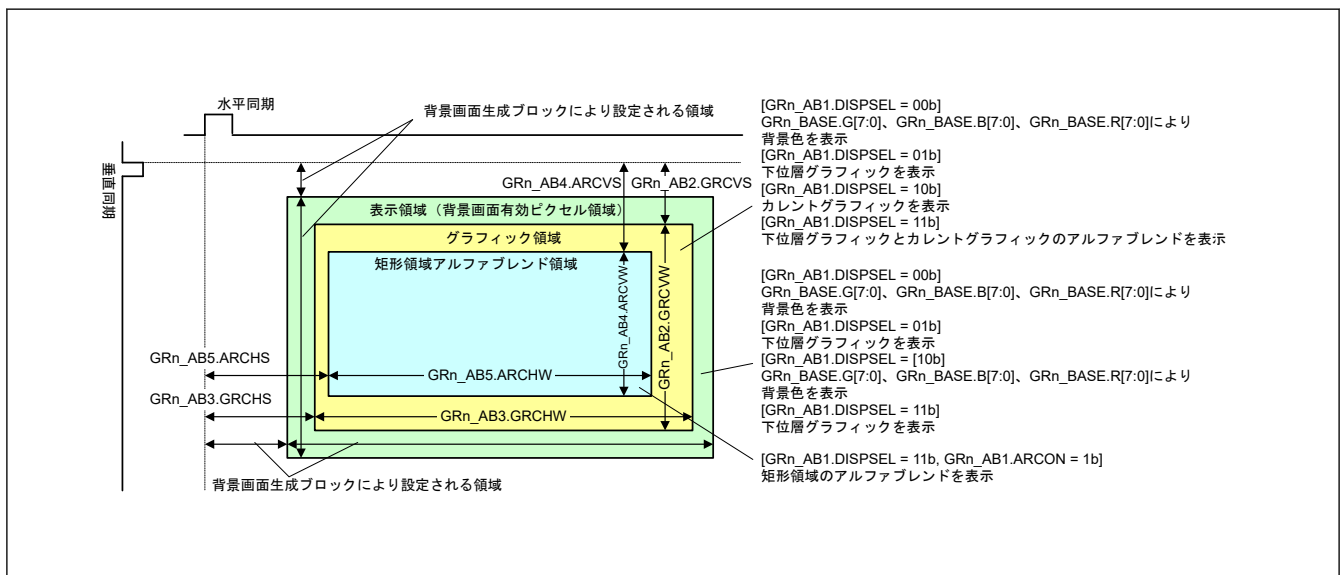 水平同期
背景画面生成ブロックにより設定される領域
垂直同期
GRn_AB4.ARCVS
GRn_AB2.GRCVS
表示領域（背景画面有効ピクセル領域）
グラフィック領域
矩形領域アルファブレンド領域
GRn_AB4.ARCVW
GRn_AB2.GRCVW
GRn_AB5.ARCHS
GRn_AB5.ARCHW
GRn_AB3.GRCHS
GRn_AB3.GRCHW
背景画面生成ブロックにより設定される領域
[GRn_AB1.DISPSEL = 00b]
GRn_BASE.G[7:0]、GRn_BASE.B[7:0]、GRn_BASE.R[7:0]により
背景色を表示
[GRn_AB1.DISPSEL = 01b]
下位層グラフィックを表示
[GRn_AB1.DISPSEL = 10b]
カレントグラフィックを表示
[GRn_AB1.DISPSEL = 11b]
下位層グラフィックとカレントグラフィックのアルファブレンドを表示
[GRn_AB1.DISPSEL = 00b]
GRn_BASE.G[7:0]、GRn_BASE.B[7:0]、GRn_BASE.R[7:0]により
背景色を表示
[GRn_AB1.DISPSEL = 01b]
下位層グラフィックを表示
[GRn_AB1.DISPSEL = [10b]
GRn_BASE.G[7:0]、GRn_BASE.B[7:0]、GRn_BASE.R[7:0]により
背景色を表示
[GRn_AB1.DISPSEL = 11b]
下位層グラフィックを表示
[GRn_AB1.DISPSEL = 11b, GRn_AB1.ARCON = 1b]
矩形領域のアルファブレンドを表示